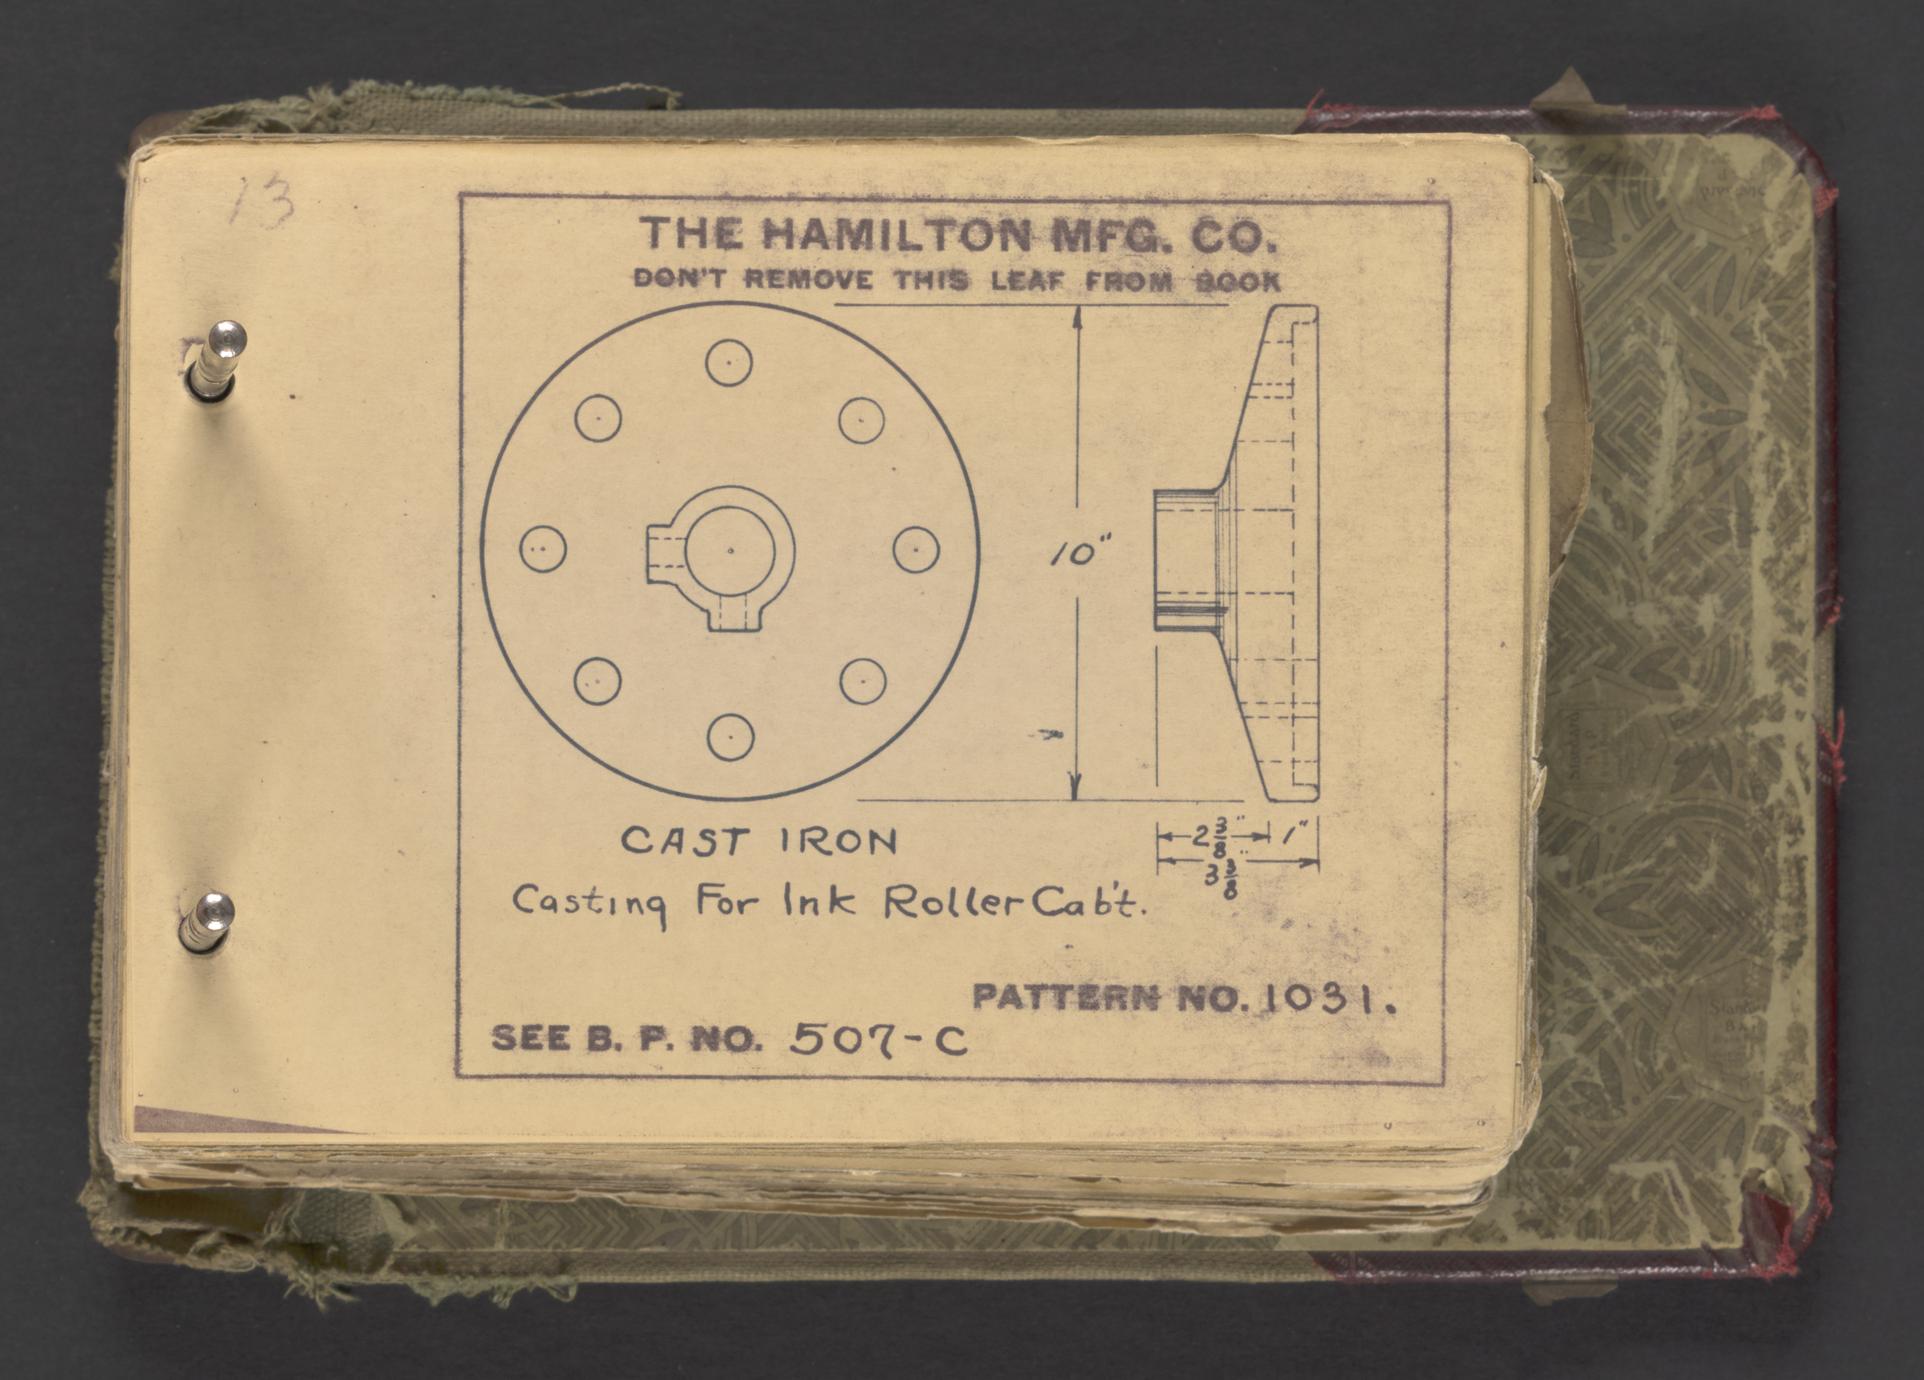 13
THE HAMILTON MFG. CO.
DON'T REMOVE THIS LEAF FROM BOOK
10"
2 3/8" 1"
3 3/8"
CAST IRON
Casting For Ink Roller Cab't.
PATTERN NO. 1031.
SEE B. P. NO. 507-C